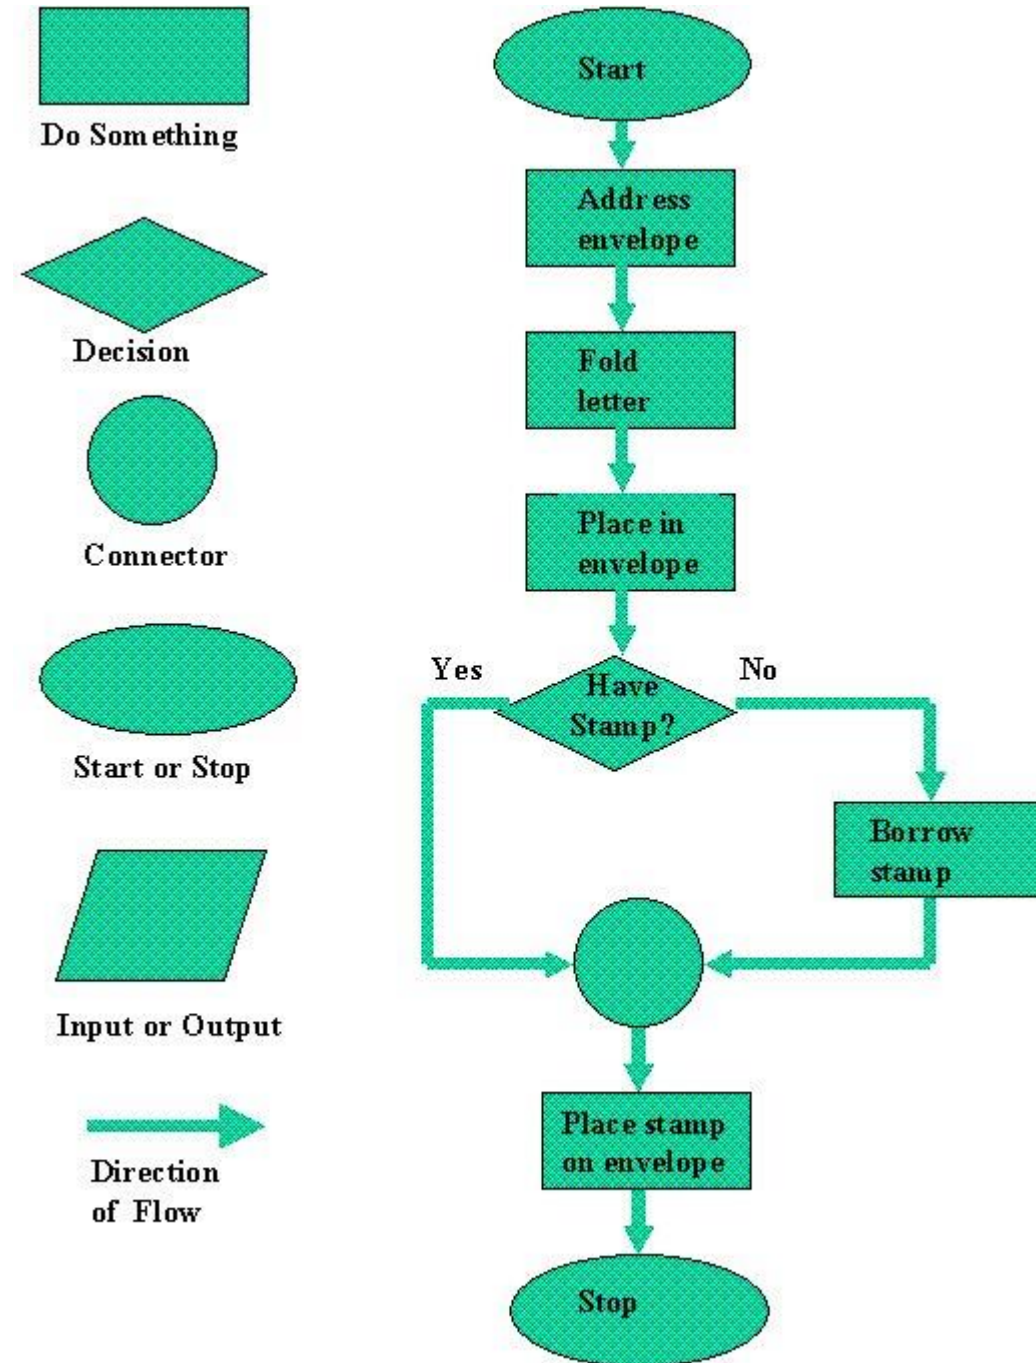 Do Something
Decision
Connector
Start or Stop
Input or Output
Direction
of Flow
Start
Address
envelope
Fold
letter
Place in
envelope
Have
Stamp?
Yes
No
Borrow
stamp
Place stamp
on envelope
Stop